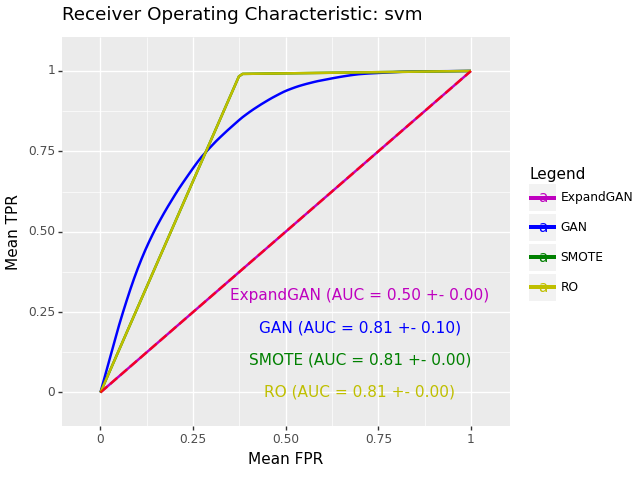 Receiver Operating Characteristic: svm
1
0.75
0.50
0.25
0
Mean TPR
ExpandGAN (AUC = 0.50 +- 0.00)
GAN (AUC = 0.81 +- 0.10)
SMOTE (AUC = 0.81 +- 0.00)
RO (AUC = 0.81 +- 0.00)
0 0.25 0.50 0.75 1
Mean FPR
Legend
a ExpandGAN
a GAN
a SMOTE
a RO